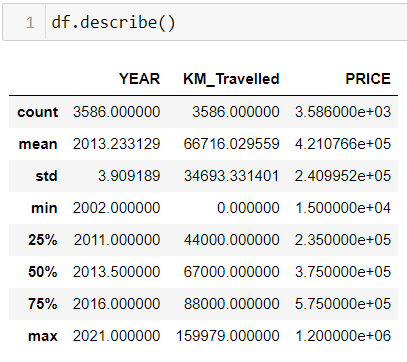 1 df.describe()
YEAR KM_Travelled PRICE
count 3586.000000 3586.000000 3.586000e+03
mean 2013.233129 66716.029559 4.210766e+05
std 3.909189 34693.331401 2.409952e+05
min 2002.000000 0.000000 1.500000e+04
25% 2011.000000 44000.000000 2.350000e+05
50% 2013.500000 67000.000000 3.750000e+05
75% 2016.000000 88000.000000 5.750000e+05
max 2021.000000 159979.000000 1.200000e+06